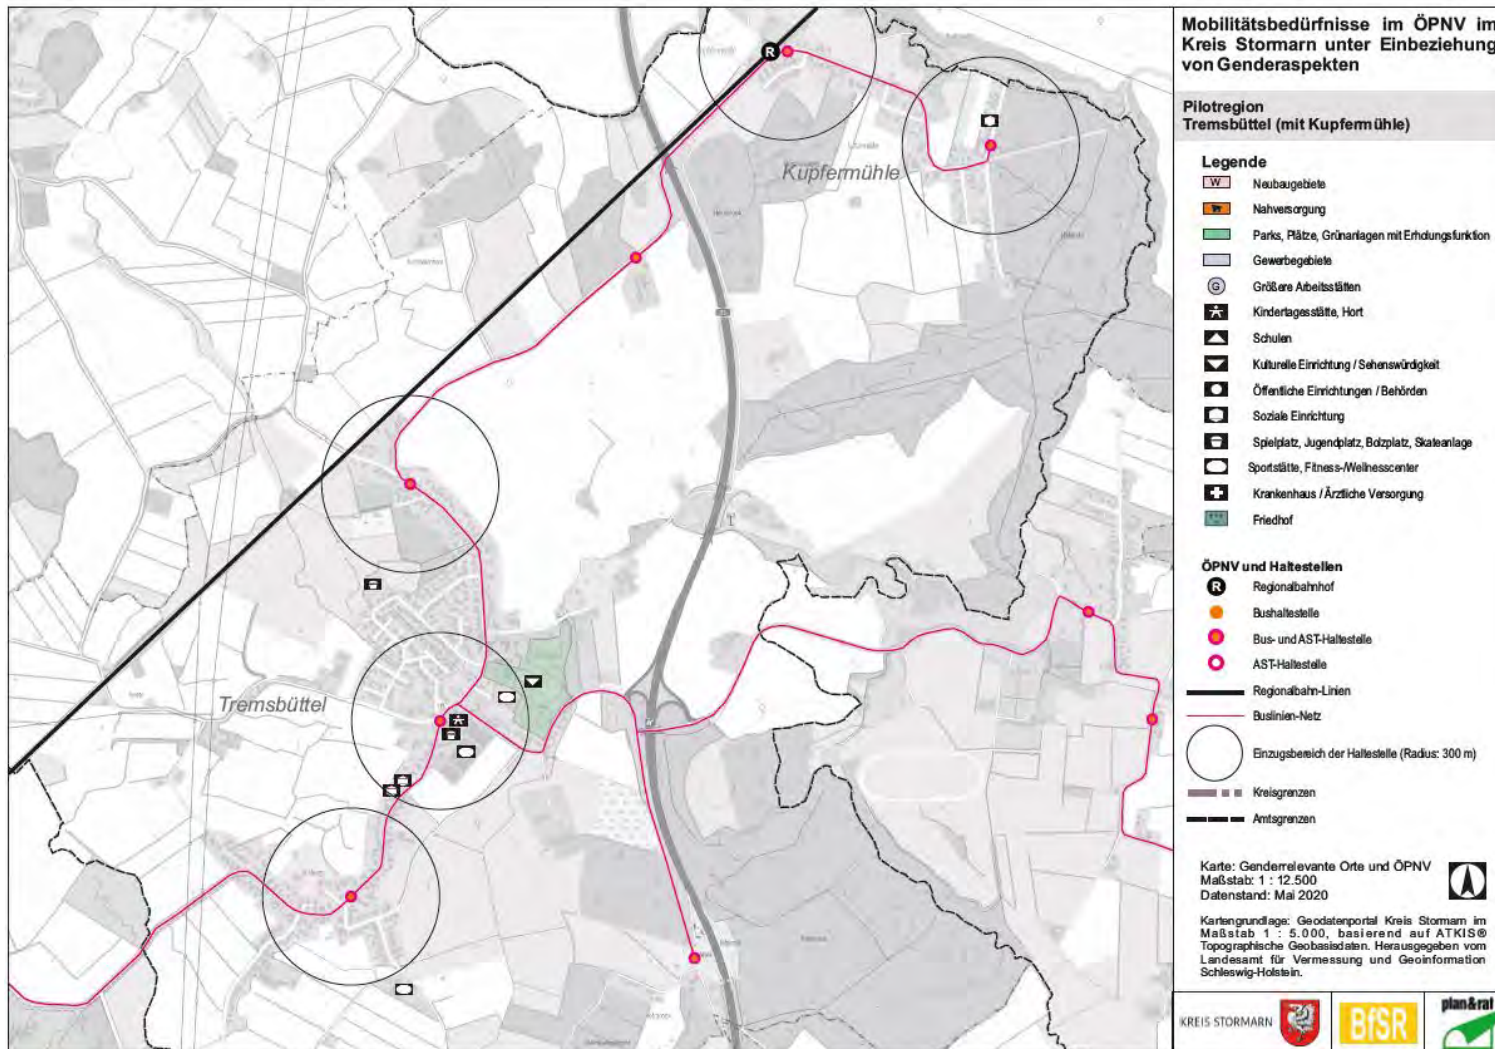 Mobilitätsbedürfnisse im ÖPNV im
Kreis Stormarn unter Einbeziehung
von Genderaspekten
Pilotregion
Tremsbüttel (mit Kupfermühle)
Legende
W Neubaugebiete
Nahversorgung
Parks, Plätze, Grünanlagen mit Erholungsfunktion
Gewerbegebiete
G Größere Arbeitsstätten
Kindertagesstätte, Hort
Schulen
Kulturelle Einrichtung / Sehenswürdigkeit
Öffentliche Einrichtungen / Behörden
Soziale Einrichtung
Spielplatz, Jugendplatz, Bolzplatz, Skateanlage
Sportstätte, Fitness-/Wellnesscenter
Krankenhaus / Ärztliche Versorgung
Friedhof
ÖPNV und Haltestellen
R Regionalbahnhof
Bushaltestelle
Bus- und AST-Haltestelle
AST-Haltestelle
Regionalbahn-Linien
Buslinien-Netz
Einzugsbereich der Haltestelle (Radius: 300 m)
Kreisgrenzen
Amtsgrenzen
Karte: Genderrelevante Orte und ÖPNV
Maßstab: 1 : 12.500
Datenstand: Mai 2020
Kartengrundlage: Geodatenportal Kreis Stormarn im
Maßstab 1 : 5.000, basierend auf ATKIS®
Topographische Geobasisdaten. Herausgegeben vom
Landesamt für Vermessung und Geoinformation
Schleswig-Holstein.
KREIS STORMARN
BfSR
plan&rat
R
Kupfermühle
Tremsbüttel